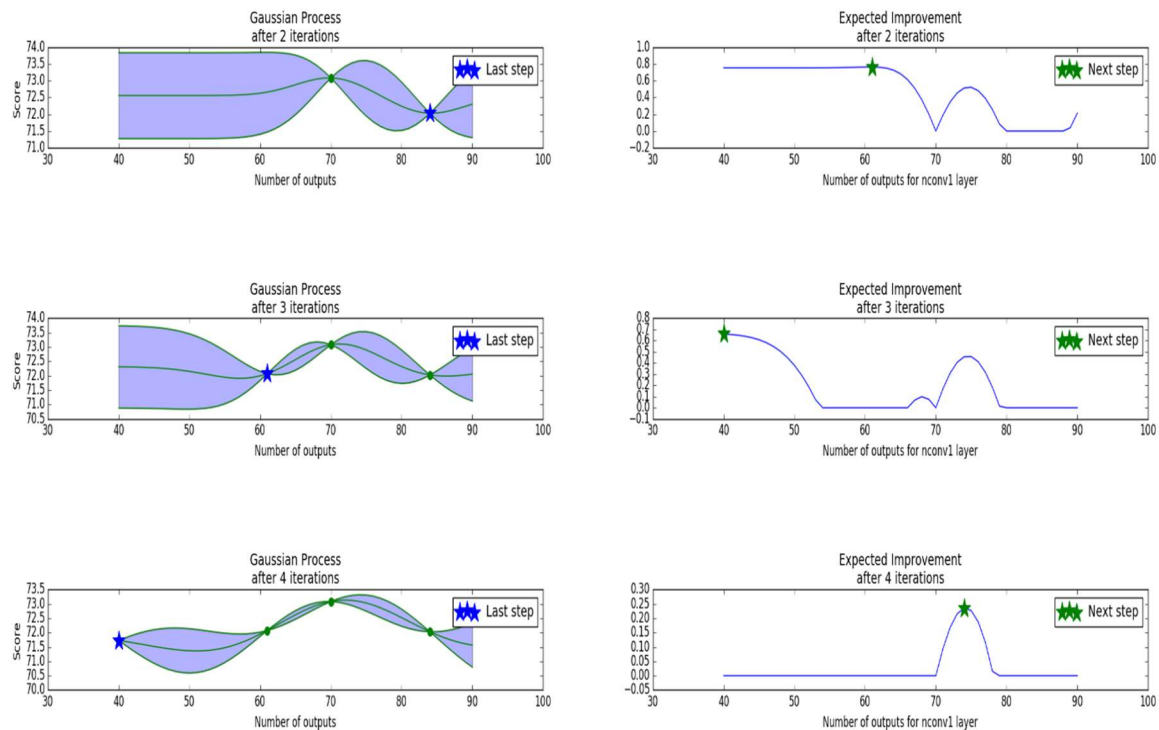 Gaussian Process
after 2 iterations
74.0
73.5
73.0
72.5
72.0
71.5
71.0
Score
Last step
30 40 50 60 70 80 90 100
Number of outputs
Expected Improvement
after 2 iterations
1.0
0.8
0.6
0.4
0.2
0.0
−0.2
Next step
30 40 50 60 70 80 90 100
Number of outputs for nconv1 layer
Gaussian Process
after 3 iterations
74.0
73.5
73.0
72.5
72.0
71.5
71.0
70.5
Score
Last step
30 40 50 60 70 80 90 100
Number of outputs
Expected Improvement
after 3 iterations
0.8
0.7
0.6
0.5
0.4
0.3
0.2
0.1
0.0
−0.1
Next step
30 40 50 60 70 80 90 100
Number of outputs for nconv1 layer
Gaussian Process
after 4 iterations
73.5
73.0
72.5
72.0
71.5
71.0
70.5
70.0
Score
Last step
30 40 50 60 70 80 90 100
Number of outputs
Expected Improvement
after 4 iterations
0.30
0.25
0.20
0.15
0.10
0.05
0.00
−0.05
Next step
30 40 50 60 70 80 90 100
Number of outputs for nconv1 layer